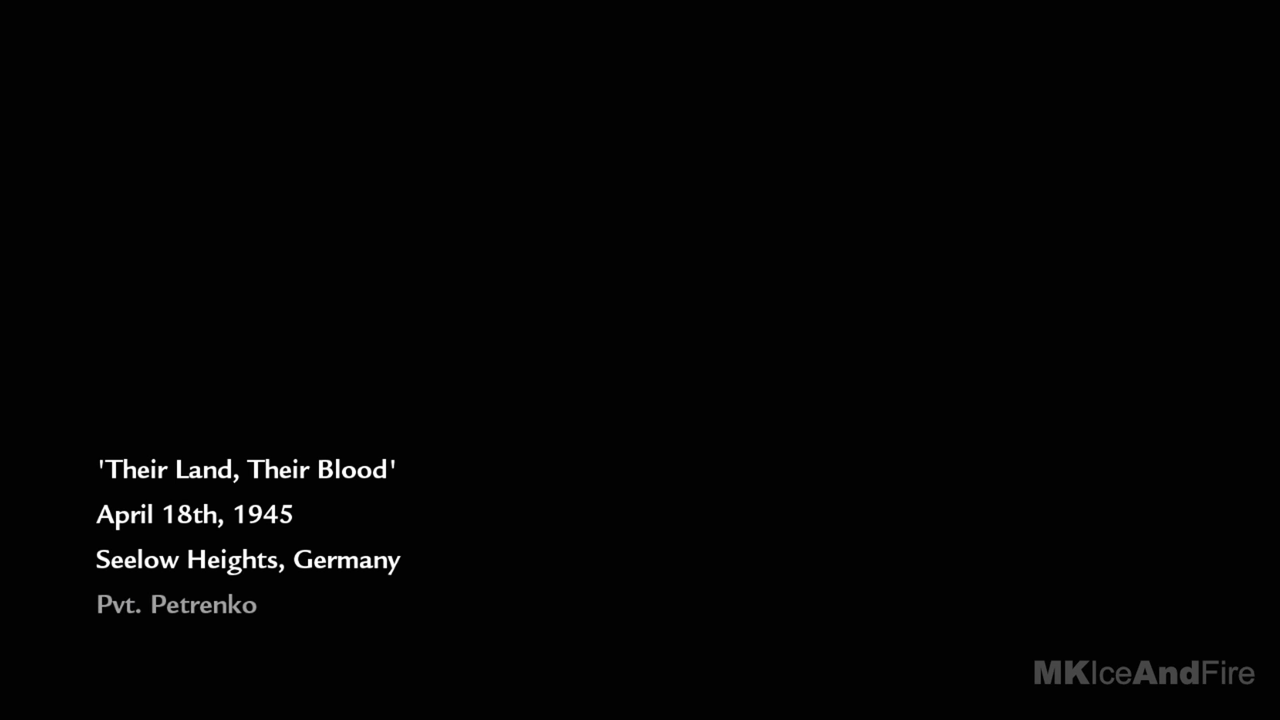 'Their Land, Their Blood'
April 18th, 1945
Seelow Heights, Germany
Pvt. Petrenko
MKIceAndFire